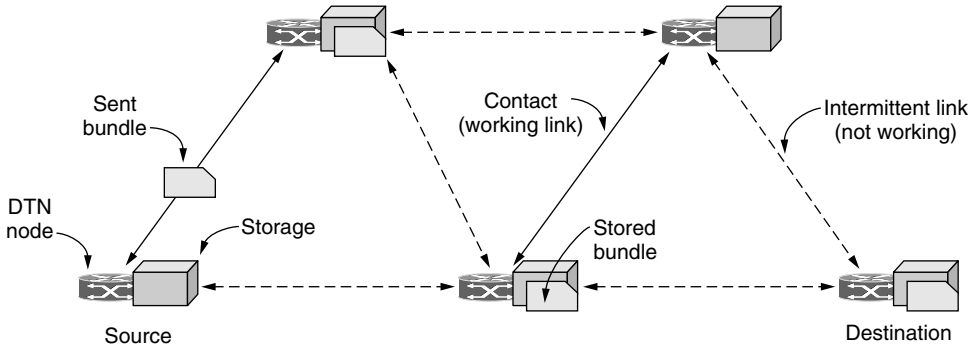 Sent
bundle
Contact
(working link)
Intermittent link
(not working)
DTN
node
Storage
Stored
bundle
Source
Destination